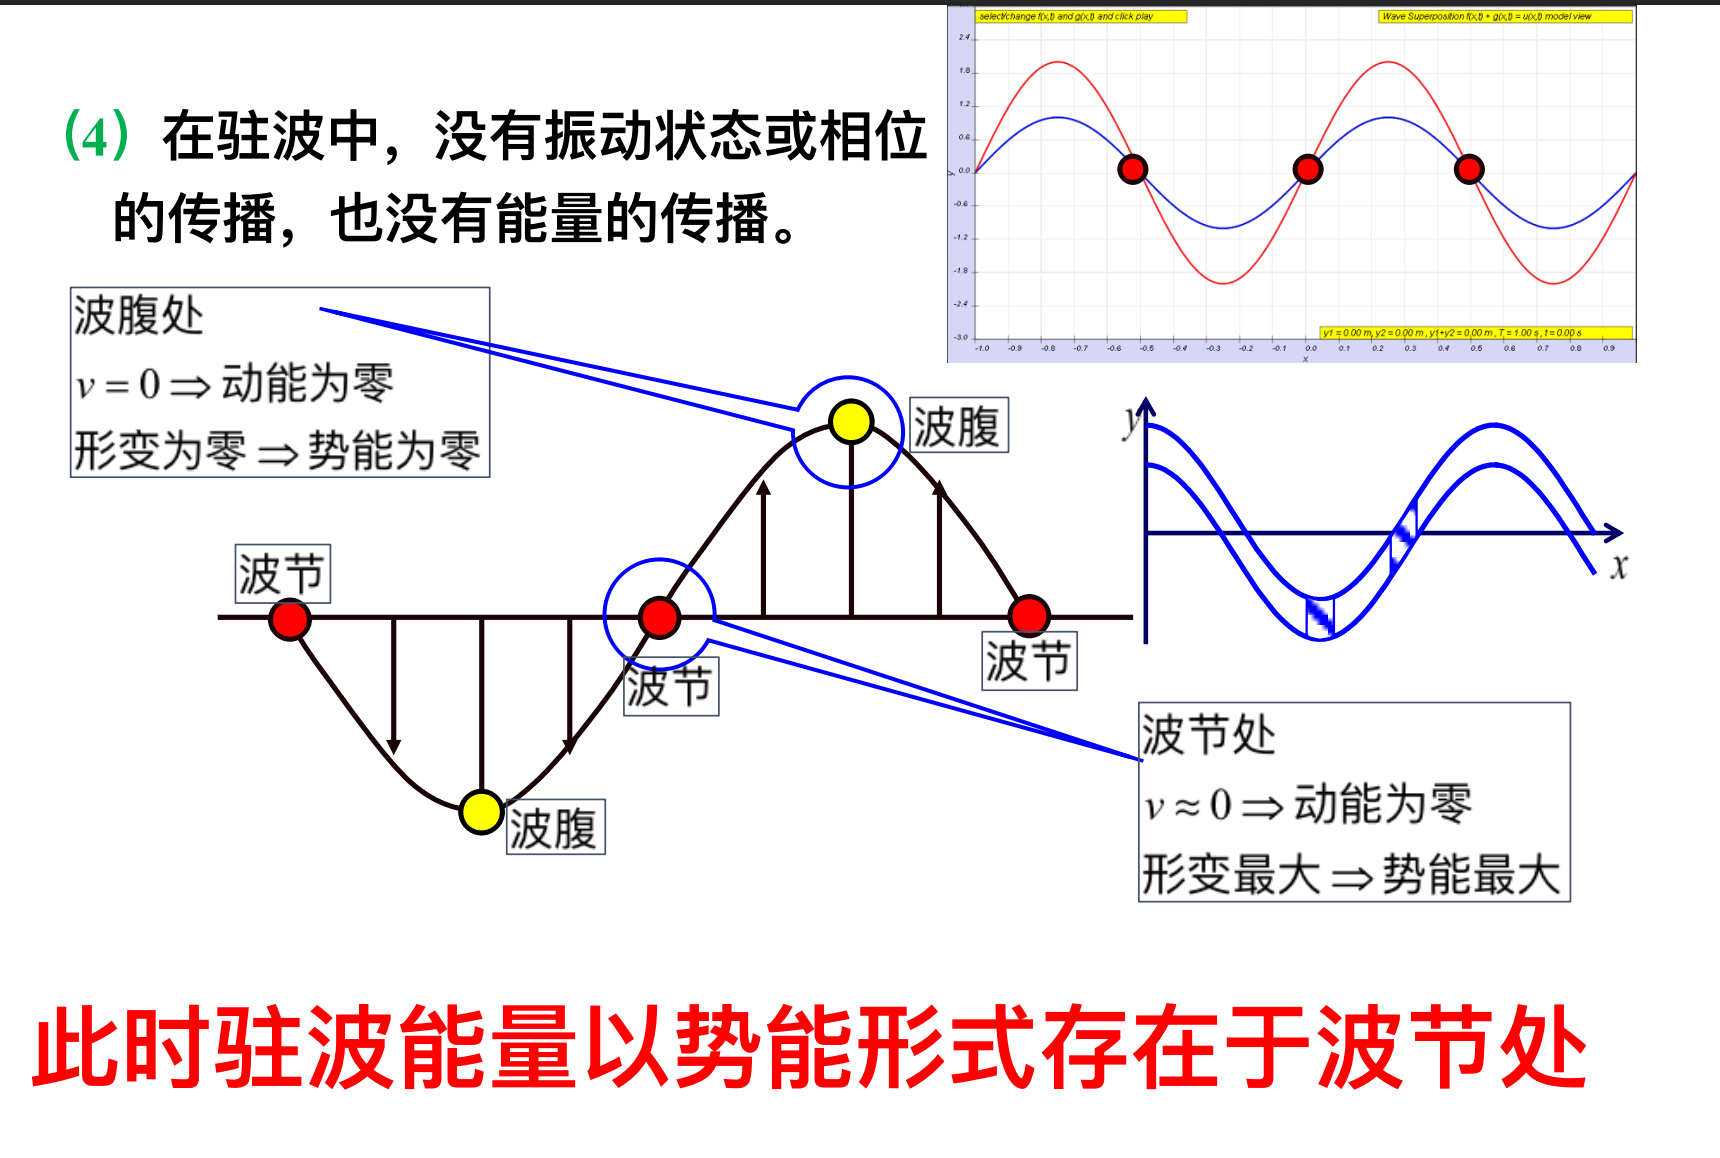 select/change f(x,t) and g(x,t) and click play
Wave Superposition f(x,t) + g(x,t) = u(x,t) model view
2.4
1.8
1.2
0.6
0.0
-0.6
-1.2
-1.8
-2.4
-3.0
y
y1 = 0.00 m, y2 = 0.00 m , y1+y2 = 0.00 m , T = 1.00 s , t = 0.00 s
-1.0 -0.9 -0.8 -0.7 -0.6 -0.5 -0.4 -0.3 -0.2 -0.1 0.0 0.1 0.2 0.3 0.4 0.5 0.6 0.7 0.8 0.9
x
（4）在驻波中，没有振动状态或相位
的传播，也没有能量的传播。
波腹处
v = 0 ⇒ 动能为零
形变为零 ⇒ 势能为零
波腹
y
x
波节
波节
波节
波腹
波节处
v ≈ 0 ⇒ 动能为零
形变最大 ⇒ 势能最大
此时驻波能量以势能形式存在于波节处